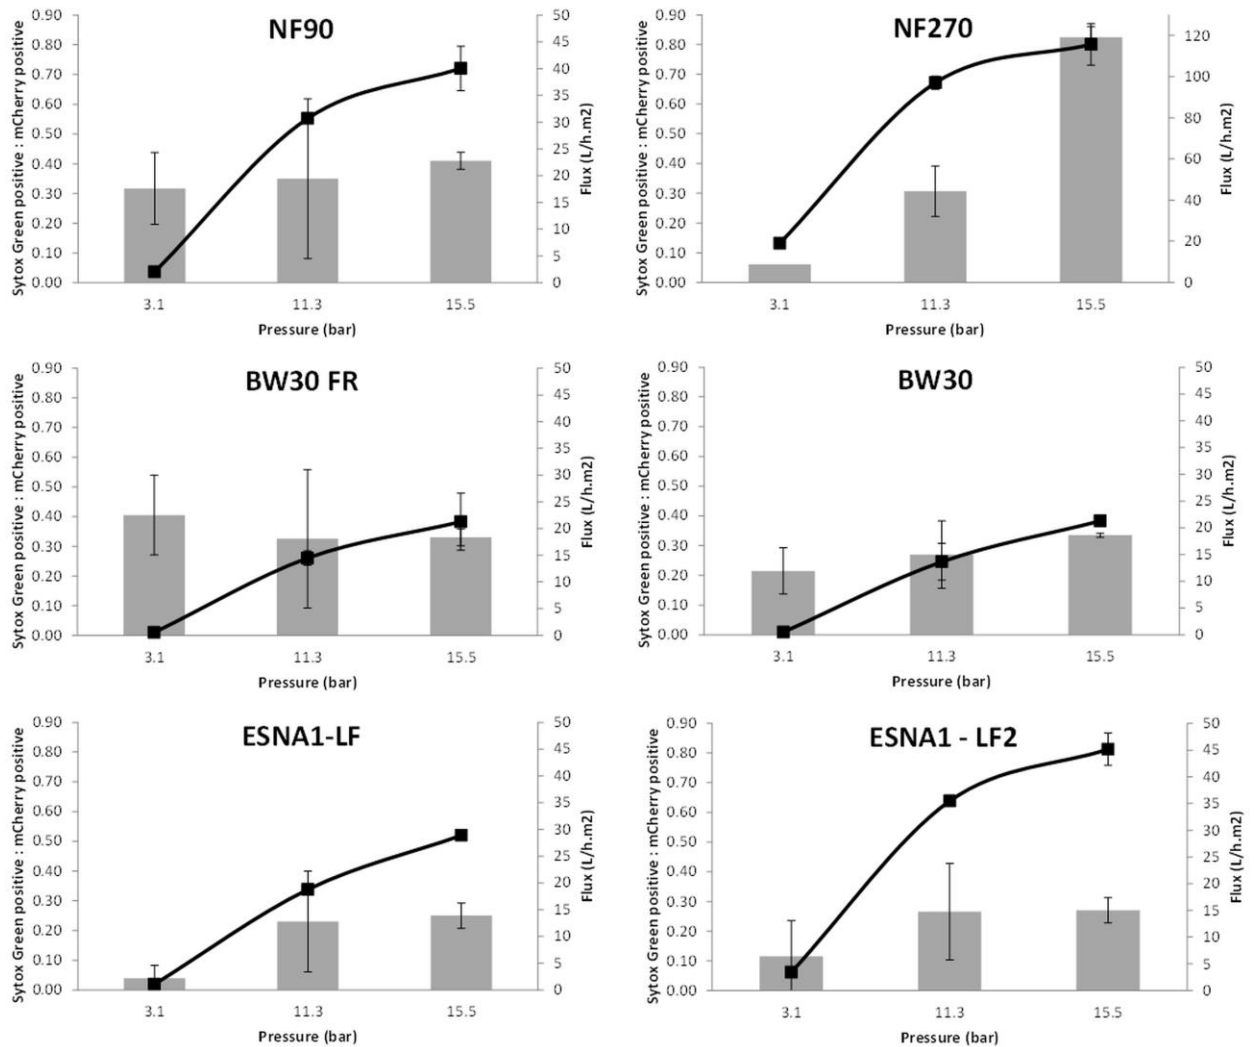 NF90
Sytox Green positive : mCherry positive
0.90 0.80 0.70 0.60 0.50 0.40 0.30 0.20 0.10 0.00
50 45 40 35 30 25 20 15 10 5 0
Flux (L/h.m2)
3.1 11.3 15.5
Pressure (bar)
NF270
Sytox Green positive : mCherry positive
0.90 0.80 0.70 0.60 0.50 0.40 0.30 0.20 0.10 0.00
120 100 80 60 40 20 0
Flux (L/h.m2)
3.1 11.3 15.5
Pressure (bar)
BW30 FR
Sytox Green positive : mCherry positive
0.90 0.80 0.70 0.60 0.50 0.40 0.30 0.20 0.10 0.00
50 45 40 35 30 25 20 15 10 5 0
Flux (L/h.m2)
3.1 11.3 15.5
Pressure (bar)
BW30
Sytox Green positive : mCherry positive
0.90 0.80 0.70 0.60 0.50 0.40 0.30 0.20 0.10 0.00
50 45 40 35 30 25 20 15 10 5 0
Flux (L/h.m2)
3.1 11.3 15.5
Pressure (bar)
ESNA1-LF
Sytox Green positive : mCherry positive
0.90 0.80 0.70 0.60 0.50 0.40 0.30 0.20 0.10 0.00
50 45 40 35 30 25 20 15 10 5 0
Flux (L/h.m2)
3.1 11.3 15.5
Pressure (bar)
ESNA1 - LF2
Sytox Green positive : mCherry positive
0.90 0.80 0.70 0.60 0.50 0.40 0.30 0.20 0.10 0.00
50 45 40 35 30 25 20 15 10 5 0
Flux (L/h.m2)
3.1 11.3 15.5
Pressure (bar)